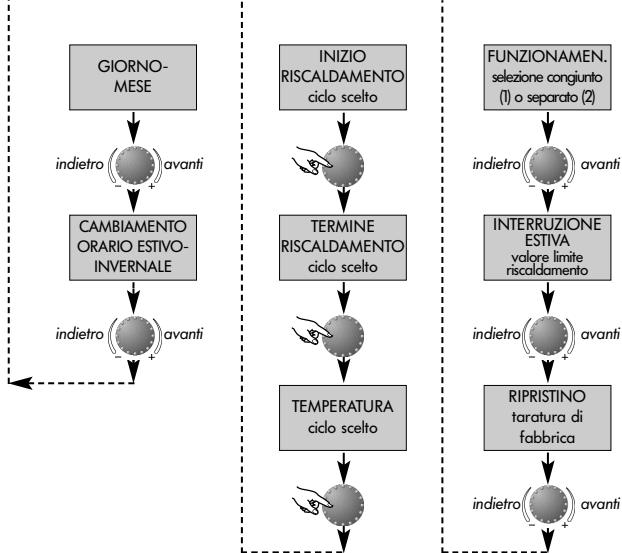 GIORNO-
MESE
indietro avanti
- +
CAMBIAMENTO
ORARIO ESTIVO-
INVERNALE
indietro avanti
- +
INIZIO
RISCALDAMENTO
ciclo scelto
TERMINE
RISCALDAMENTO
ciclo scelto
TEMPERATURA
ciclo scelto
FUNZIONAMEN.
selezione congiunto
(1) o separato (2)
indietro avanti
- +
INTERRUZIONE
ESTIVA
valore limite
riscaldamento
indietro avanti
- +
RIPRISTINO
taratura di
fabbrica
indietro avanti
- +